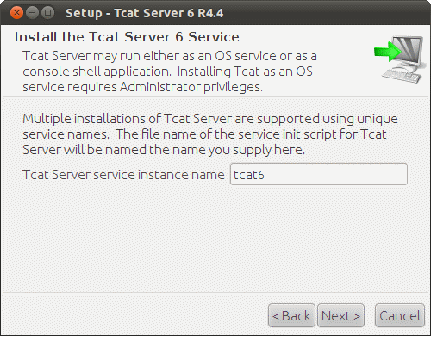 Setup - Tcat Server 6 R4.4
Install the Tcat Server 6 Service
Tcat Server may run either as an OS service or as a
console shell application. Installing Tcat as an OS
service requires Administrator privileges.
Multiple installations of Tcat Server are supported using unique
service names. The file name of the service init script for Tcat
Server will be named the name you supply here.
Tcat Server service instance name tcat6
< Back Next > Cancel